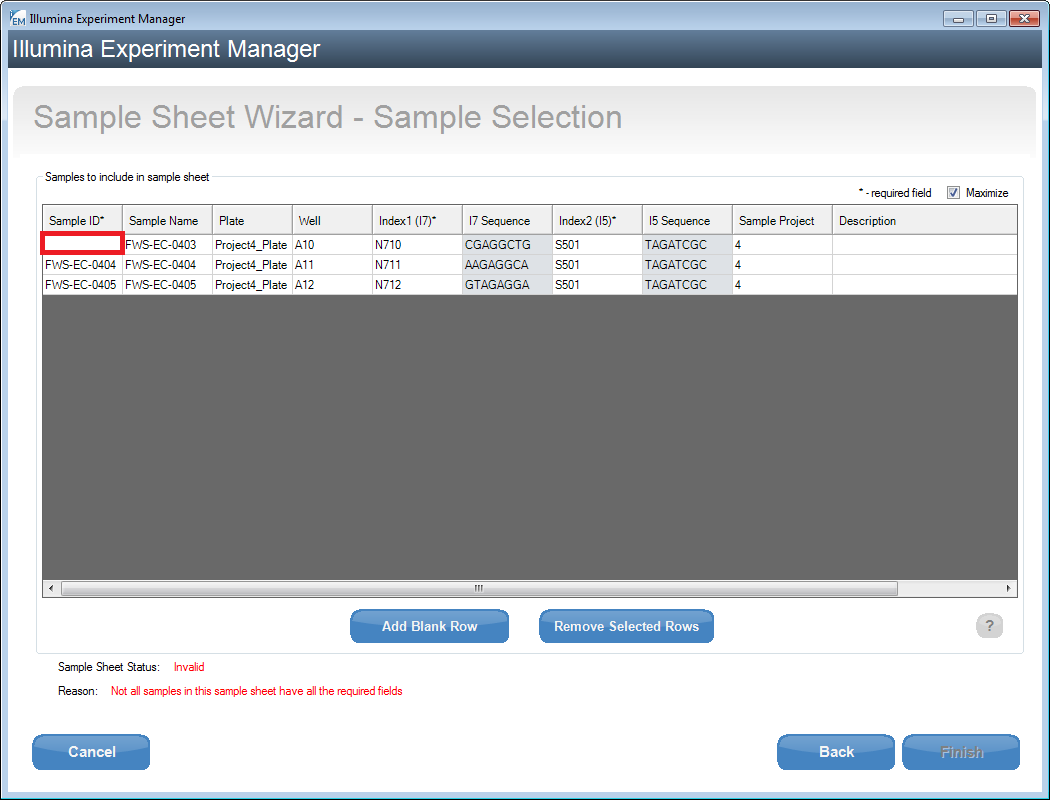 EM Illumina Experiment Manager
Illumina Experiment Manager
Sample Sheet Wizard - Sample Selection
Samples to include in sample sheet
* - required field Maximize
Sample ID* Sample Name Plate Well Index1 (I7)* I7 Sequence Index2 (I5)* I5 Sequence Sample Project Description
FWS-EC-0403 Project4_Plate A10 N710 CGAGGCTG S501 TAGATCGC 4
FWS-EC-0404 FWS-EC-0404 Project4_Plate A11 N711 AAGAGGCA S501 TAGATCGC 4
FWS-EC-0405 FWS-EC-0405 Project4_Plate A12 N712 GTAGAGGA S501 TAGATCGC 4
Add Blank Row Remove Selected Rows ?
Sample Sheet Status: Invalid
Reason: Not all samples in this sample sheet have all the required fields
Cancel Back Finish